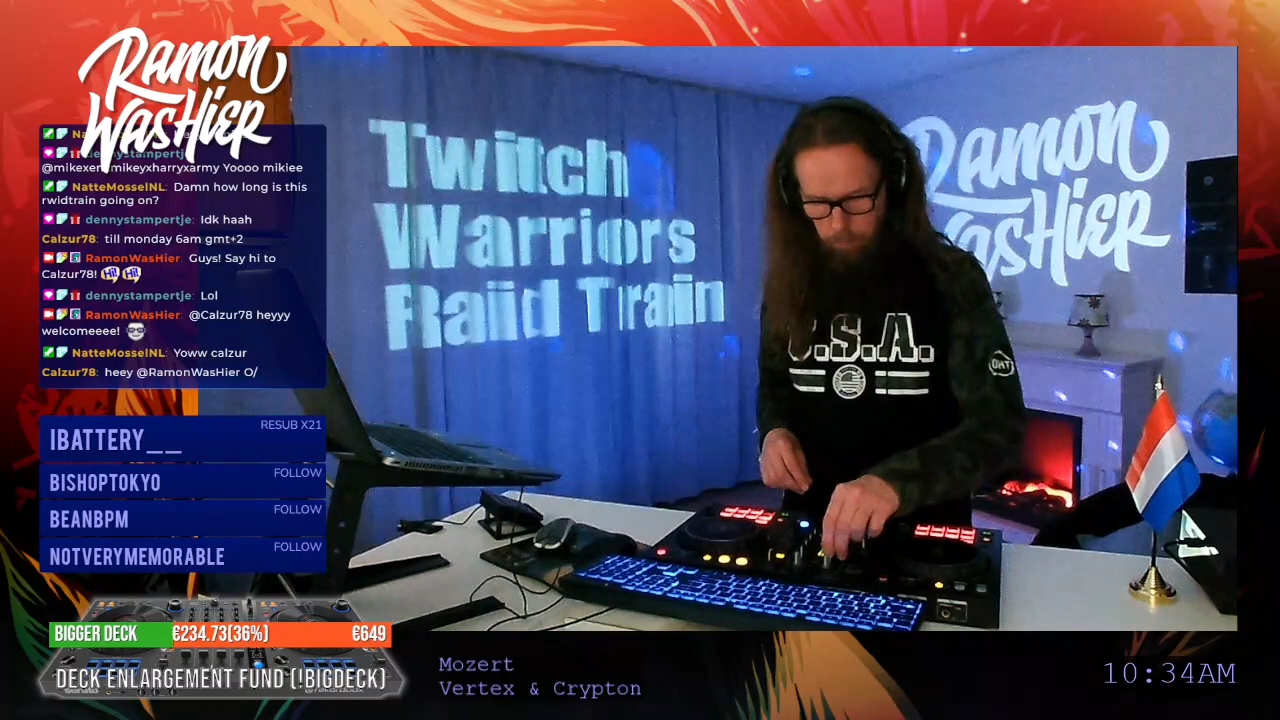 Ramon
WasHier
@mikexen_mikeyxharryxarmy Yoooo mikiee
NatteMosselNL: Damn how long is this
rwidtrain going on?
dennystampertje: Idk haah
Calzur78: till monday 6am gmt+2
RamonWasHier: Guys! Say hi to
Calzur78! Hi! Hi!
dennystampertje: Lol
RamonWasHier: @Calzur78 heyyy
welcomeeee!
NatteMosselNL: Yoww calzur
Calzur78: heey @RamonWasHier O/
RESUB X21
IBATTERY__
FOLLOW
BISHOPTOKYO
FOLLOW
BEANBPM
FOLLOW
NOTVERYMEMORABLE
BIGGER DECK €234.73(36%) €649
DECK ENLARGEMENT FUND (!BIGDECK)
Twitch
Warriors
Raid Train
Ramon
WasHier
U.S.A.
Mozert
Vertex & Crypton
10:34AM